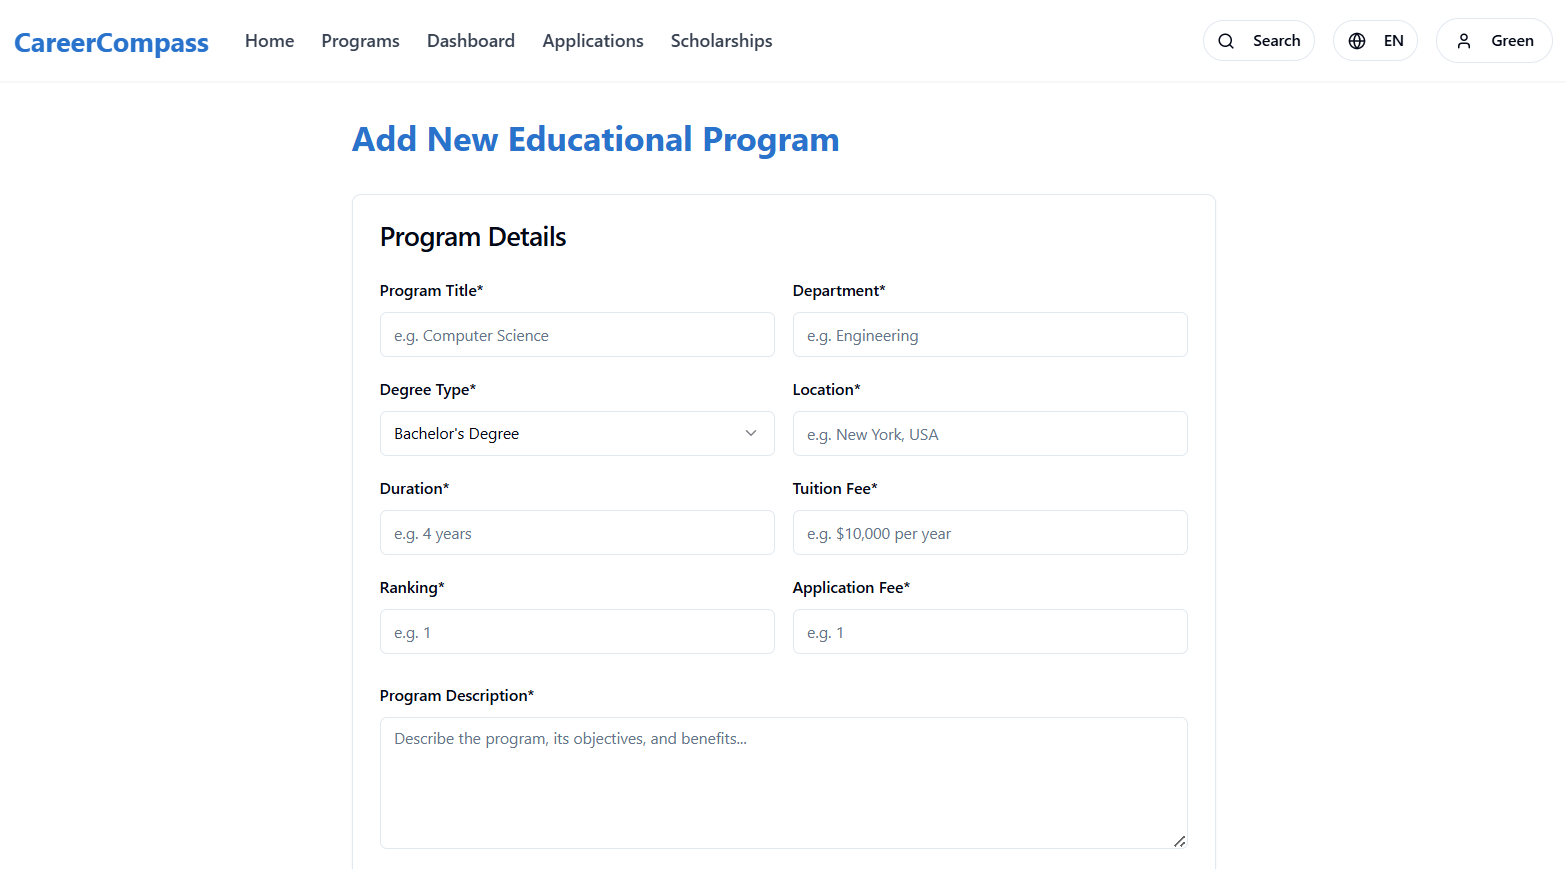 CareerCompass Home Programs Dashboard Applications Scholarships Search EN Green
Add New Educational Program
Program Details
Program Title* Department*
e.g. Computer Science e.g. Engineering
Degree Type* Location*
Bachelor's Degree e.g. New York, USA
Duration* Tuition Fee*
e.g. 4 years e.g. $10,000 per year
Ranking* Application Fee*
e.g. 1 e.g. 1
Program Description*
Describe the program, its objectives, and benefits...